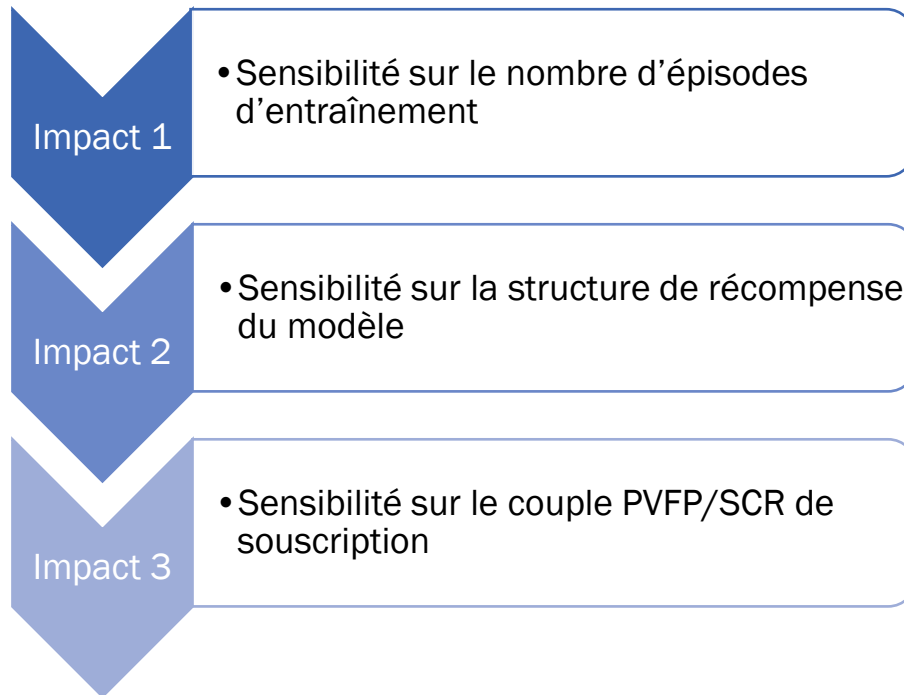 Impact 1
•Sensibilité sur le nombre d’épisodes
d’entraînement
Impact 2
•Sensibilité sur la structure de récompense
du modèle
Impact 3
•Sensibilité sur le couple PVFP/SCR de
souscription